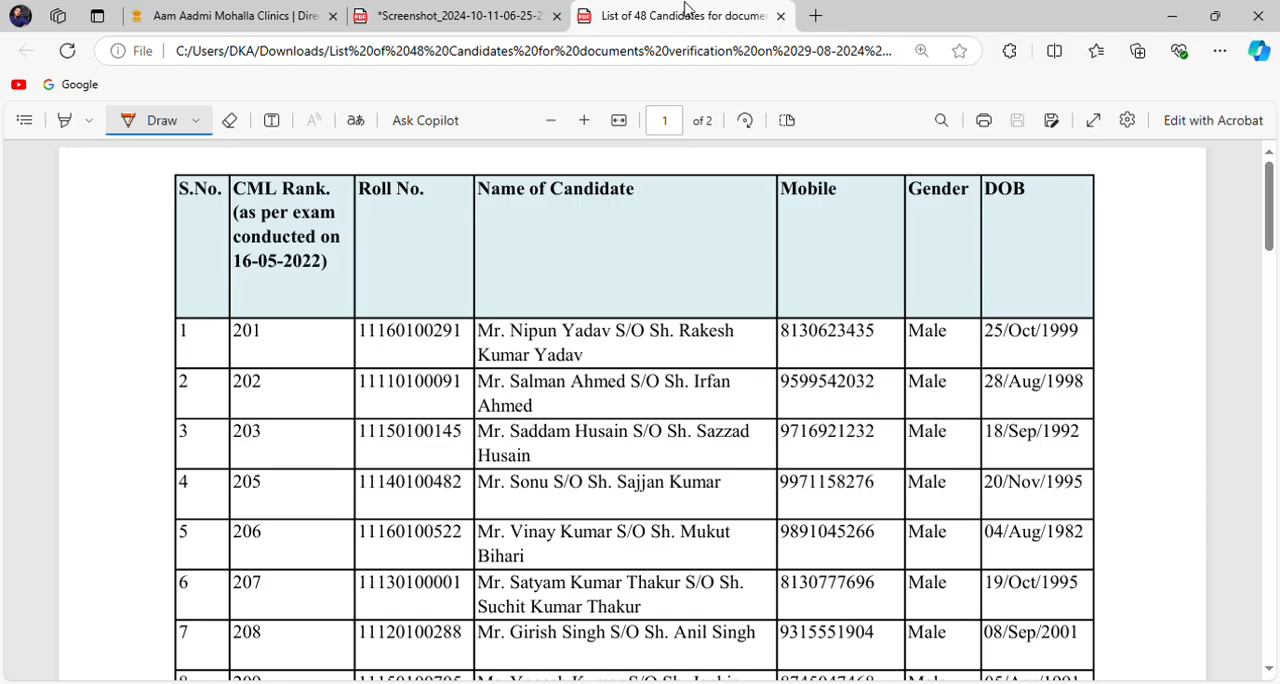 Aam Aadmi Mohalla Clinics | Dire
*Screenshot_2024-10-11-06-25-2
List of 48 Candidates for docume
File
C:/Users/DKA/Downloads/List%20of%2048%20Candidates%20for%20documents%20verification%20on%2029-08-2024%2...
Google
Draw
aあ
Ask Copilot
1 of 2
Edit with Acrobat
S.No. CML Rank. Roll No. Name of Candidate Mobile Gender DOB
(as per exam
conducted on
16-05-2022)
1 201 11160100291 Mr. Nipun Yadav S/O Sh. Rakesh 8130623435 Male 25/Oct/1999
Kumar Yadav
2 202 11110100091 Mr. Salman Ahmed S/O Sh. Irfan 9599542032 Male 28/Aug/1998
Ahmed
3 203 11150100145 Mr. Saddam Husain S/O Sh. Sazzad 9716921232 Male 18/Sep/1992
Husain
4 205 11140100482 Mr. Sonu S/O Sh. Sajjan Kumar 9971158276 Male 20/Nov/1995
5 206 11160100522 Mr. Vinay Kumar S/O Sh. Mukut 9891045266 Male 04/Aug/1982
Bihari
6 207 11130100001 Mr. Satyam Kumar Thakur S/O Sh. 8130777696 Male 19/Oct/1995
Suchit Kumar Thakur
7 208 11120100288 Mr. Girish Singh S/O Sh. Anil Singh 9315551904 Male 08/Sep/2001